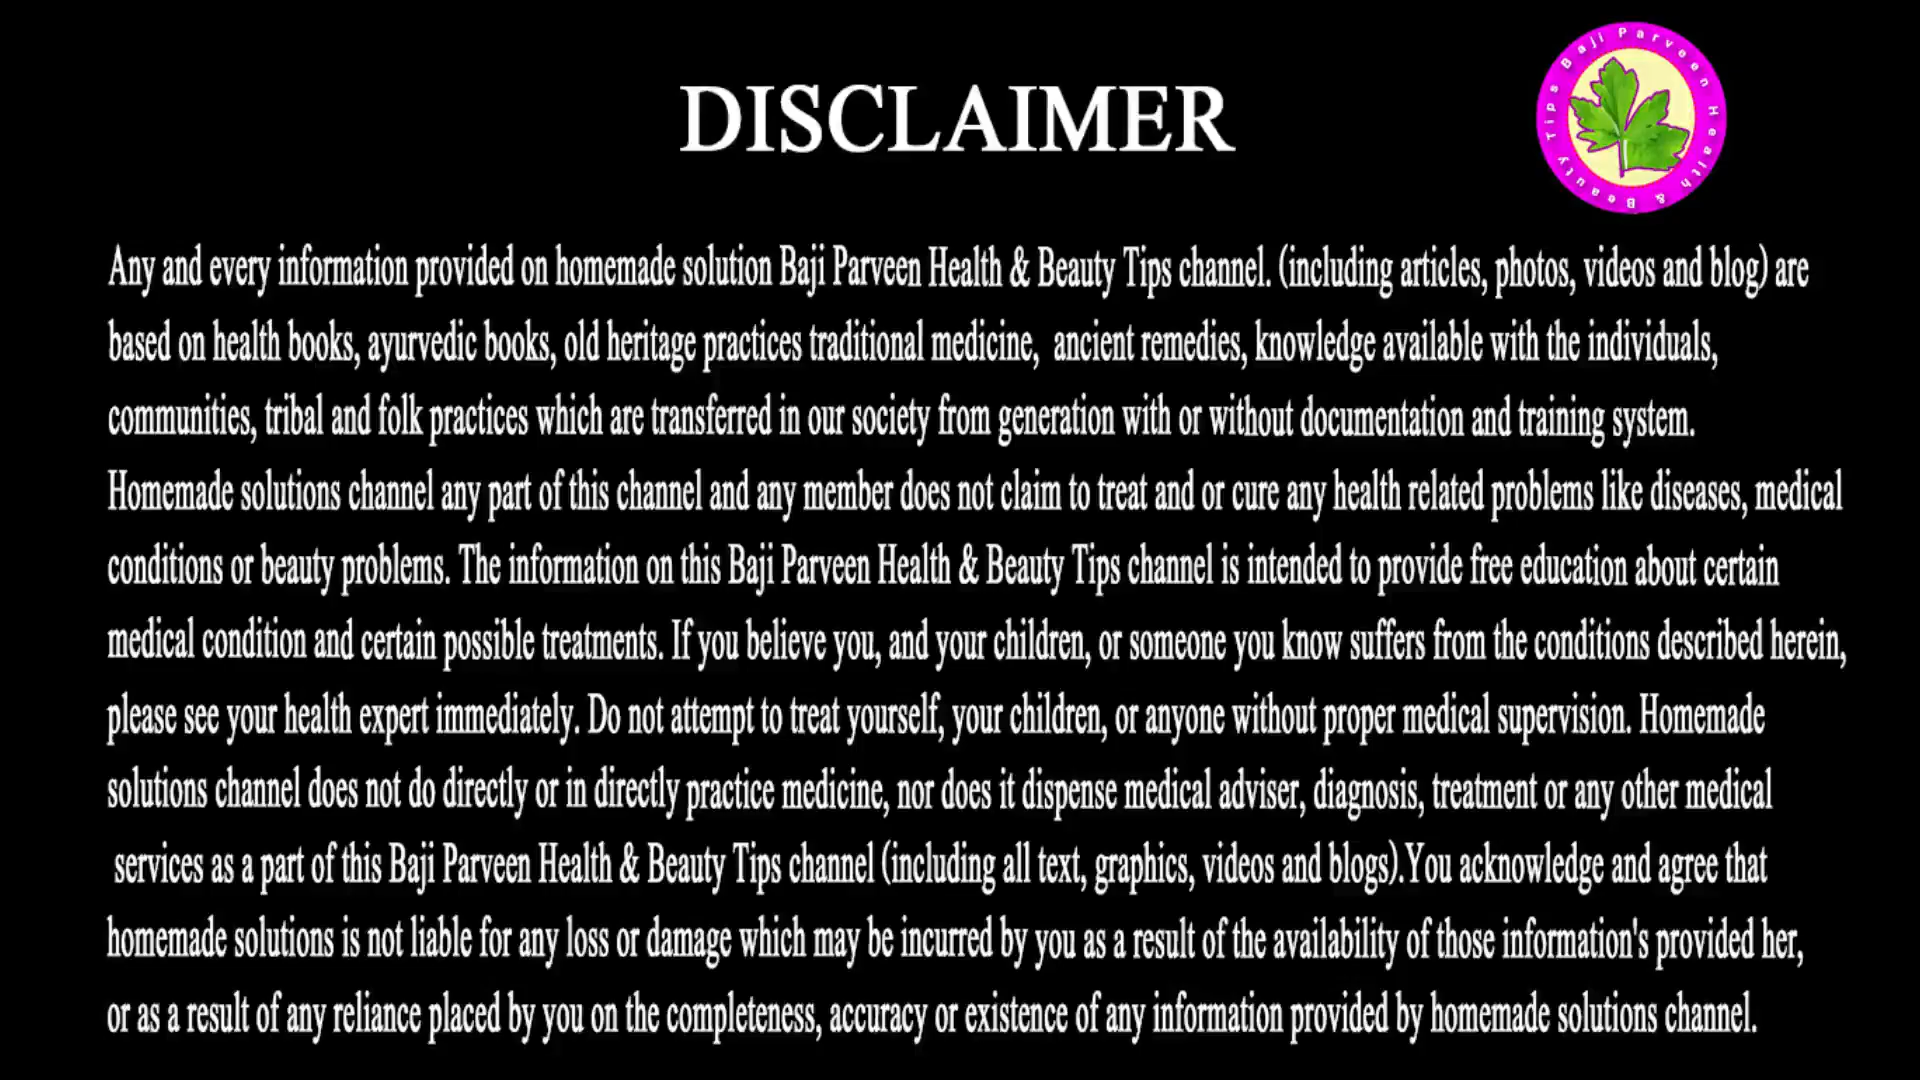 DISCLAIMER
Baji Parveen Health & Beauty Tips
Any and every information provided on homemade solution Baji Parveen Health & Beauty Tips channel. (including articles, photos, videos and blog) are
based on health books, ayurvedic books, old heritage practices traditional medicine, ancient remedies, knowledge available with the individuals,
communities, tribal and folk practices which are transferred in our society from generation with or without documentation and training system.
Homemade solutions channel any part of this channel and any member does not claim to treat and or cure any health related problems like diseases, medical
conditions or beauty problems. The information on this Baji Parveen Health & Beauty Tips channel is intended to provide free education about certain
medical condition and certain possible treatments. If you believe you, and your children, or someone you know suffers from the conditions described herein,
please see your health expert immediately. Do not attempt to treat yourself, your children, or anyone without proper medical supervision. Homemade
solutions channel does not do directly or in directly practice medicine, nor does it dispense medical adviser, diagnosis, treatment or any other medical
services as a part of this Baji Parveen Health & Beauty Tips channel (including all text, graphics, videos and blogs).You acknowledge and agree that
homemade solutions is not liable for any loss or damage which may be incurred by you as a result of the availability of those information's provided her,
or as a result of any reliance placed by you on the completeness, accuracy or existence of any information provided by homemade solutions channel.